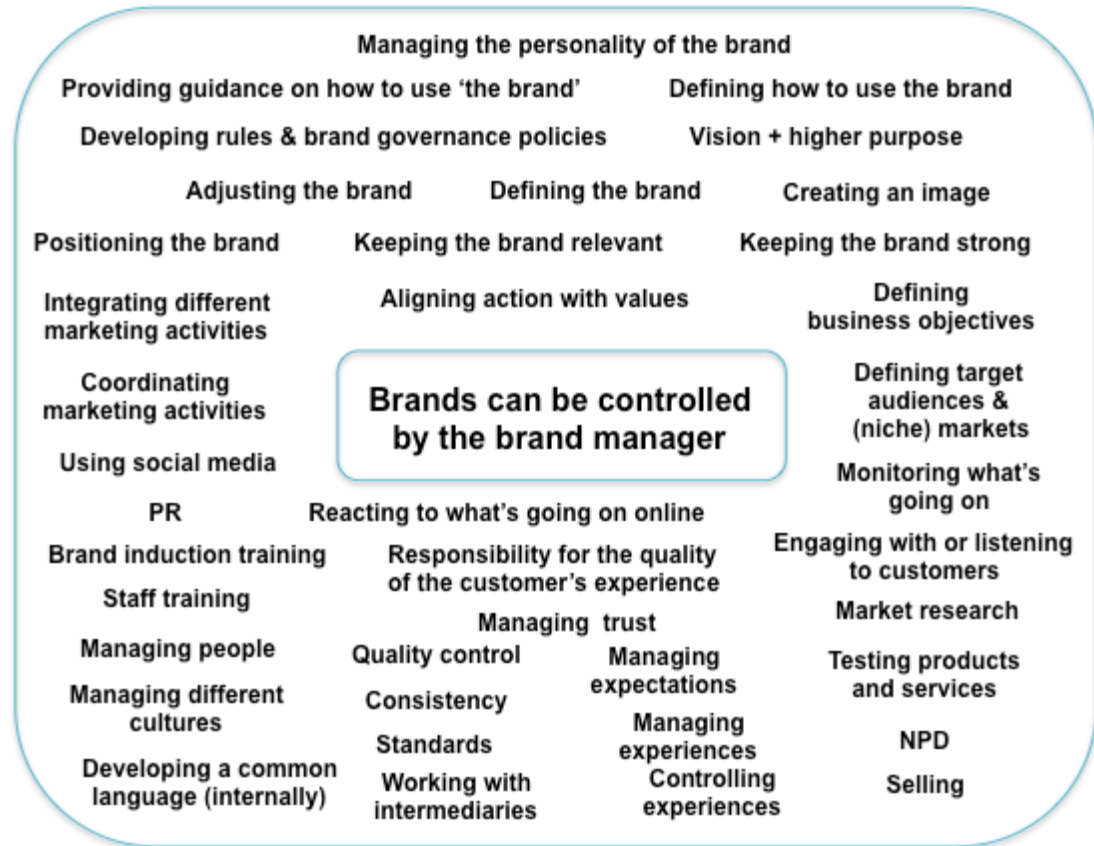 Managing the personality of the brand
Providing guidance on how to use ‘the brand’
Defining how to use the brand
Developing rules & brand governance policies
Vision + higher purpose
Adjusting the brand
Defining the brand
Creating an image
Positioning the brand
Keeping the brand relevant
Keeping the brand strong
Integrating different
marketing activities
Aligning action with values
Defining
business objectives
Coordinating
marketing activities
Brands can be controlled
by the brand manager
Defining target
audiences &
(niche) markets
Using social media
Monitoring what’s
going on
PR
Reacting to what’s going on online
Brand induction training
Responsibility for the quality
of the customer’s experience
Engaging with or listening
to customers
Staff training
Managing trust
Market research
Managing people
Quality control
Managing
expectations
Testing products
and services
Managing different
cultures
Consistency
Managing
experiences
Standards
NPD
Developing a common
language (internally)
Working with
intermediaries
Controlling
experiences
Selling